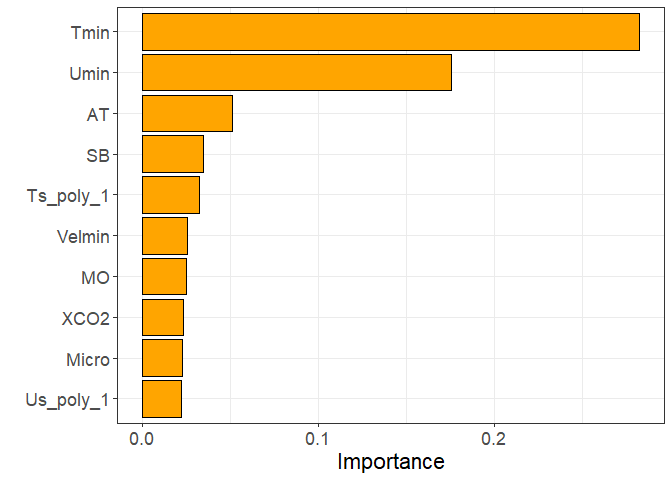 Tmin
Umin
AT
SB
Ts_poly_1
Velmin
MO
XCO2
Micro
Us_poly_1
0.0 0.1 0.2
Importance